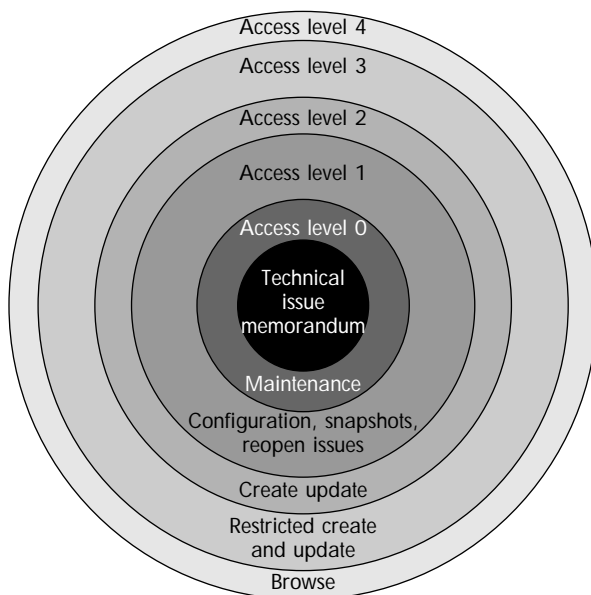 Access level 4
Access level 3
Access level 2
Access level 1
Access level 0
Technical
issue
memorandum
Maintenance
Configuration, snapshots,
reopen issues
Create update
Restricted create
and update
Browse